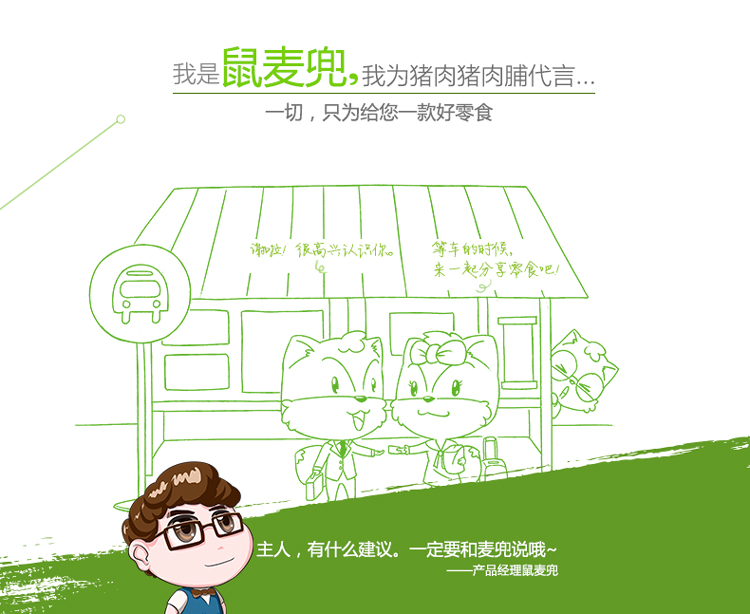 我是鼠麦兜,我为猪肉猪肉脯代言...
一切，只为给您一款好零食
谢啦! 很高兴认识你。
等车的时候,
来一起分享零食吧!
主人，有什么建议。一定要和麦兜说哦~
——产品经理鼠麦兜